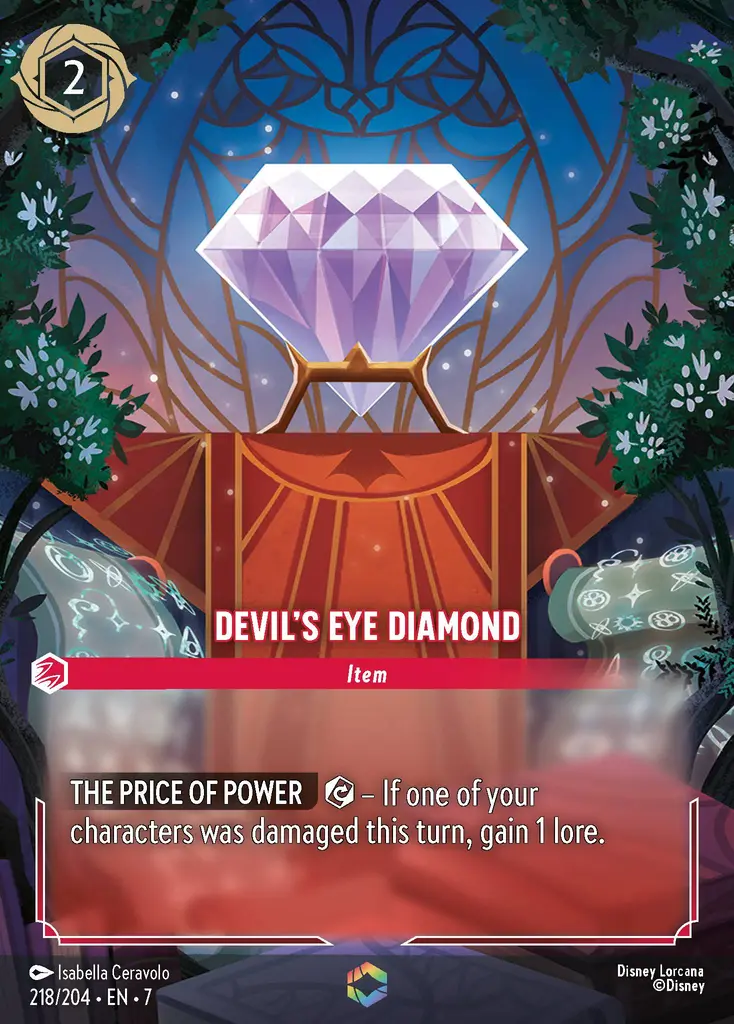 2
DEVIL'S EYE DIAMOND
Item
THE PRICE OF POWER – If one of your
characters was damaged this turn, gain 1 lore.
Isabella Ceravolo
218/204 • EN • 7
Disney Lorcana
©Disney